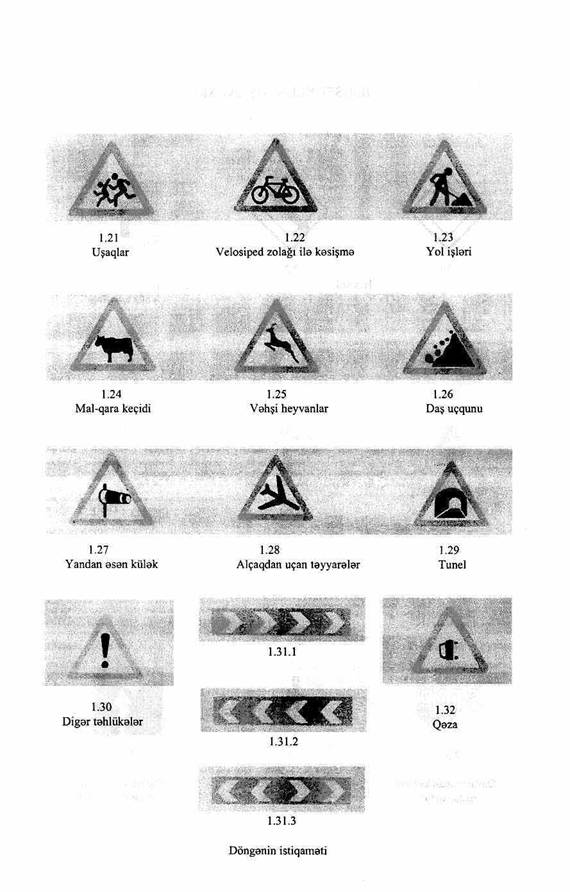 1.21
Uşaqlar
1.22
Velosiped zolağı ilə kəsişmə
1.23
Yol işləri
1.24
Mal-qara keçidi
1.25
Vəhşi heyvanlar
1.26
Daş uçqunu
1.27
Yandan əsən külək
1.28
Alçaqdan uçan təyyarələr
1.29
Tunel
1.30
Digər təhlükələr
1.31.1
1.31.2
1.31.3
Döngənin istiqaməti
1.32
Qəza